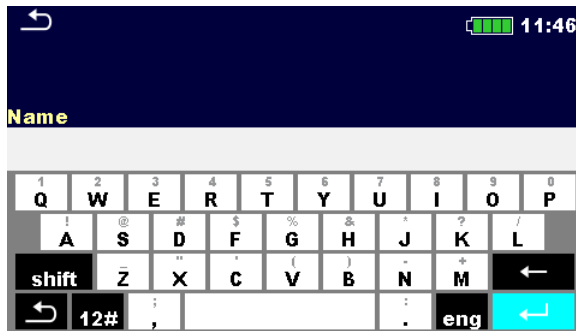 11:46
Name
1 2 3 4 5 6 7 8 9 0
Q W E R T Y U I O P
! @ # $ % & * ? /
A S D F G H J K L
_ " ' ( ) - +
shift Z X C V B N M
12# ; , : . eng